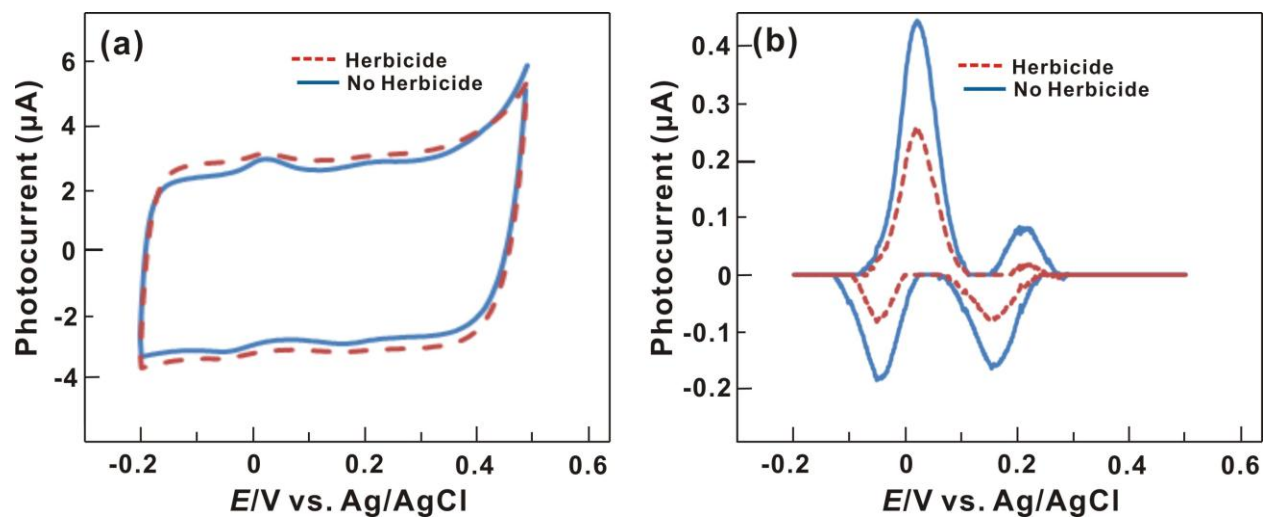 (a)
Herbicide
No Herbicide
Photocurrent (µA)
6
4
2
0
-2
-4
-0.2
0
0.2
0.4
0.6
E/V vs. Ag/AgCl
(b)
Herbicide
No Herbicide
Photocurrent (µA)
0.4
0.3
0.2
0.1
0
-0.1
-0.2
-0.2
0
0.2
0.4
0.6
E/V vs. Ag/AgCl